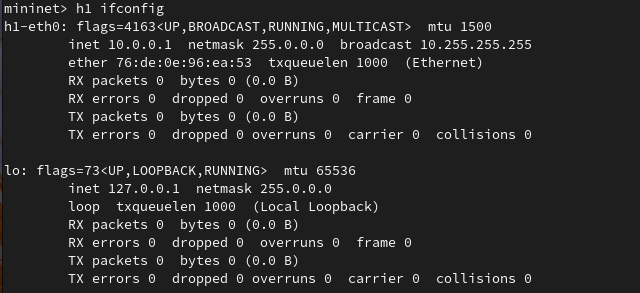 mininet> h1 ifconfig
h1-eth0: flags=4163<UP,BROADCAST,RUNNING,MULTICAST>  mtu 1500
        inet 10.0.0.1  netmask 255.0.0.0  broadcast 10.255.255.255
        ether 76:de:0e:96:ea:53  txqueuelen 1000  (Ethernet)
        RX packets 0  bytes 0 (0.0 B)
        RX errors 0  dropped 0  overruns 0  frame 0
        TX packets 0  bytes 0 (0.0 B)
        TX errors 0  dropped 0 overruns 0  carrier 0  collisions 0

lo: flags=73<UP,LOOPBACK,RUNNING>  mtu 65536
        inet 127.0.0.1  netmask 255.0.0.0
        loop  txqueuelen 1000  (Local Loopback)
        RX packets 0  bytes 0 (0.0 B)
        RX errors 0  dropped 0  overruns 0  frame 0
        TX packets 0  bytes 0 (0.0 B)
        TX errors 0  dropped 0 overruns 0  carrier 0  collisions 0